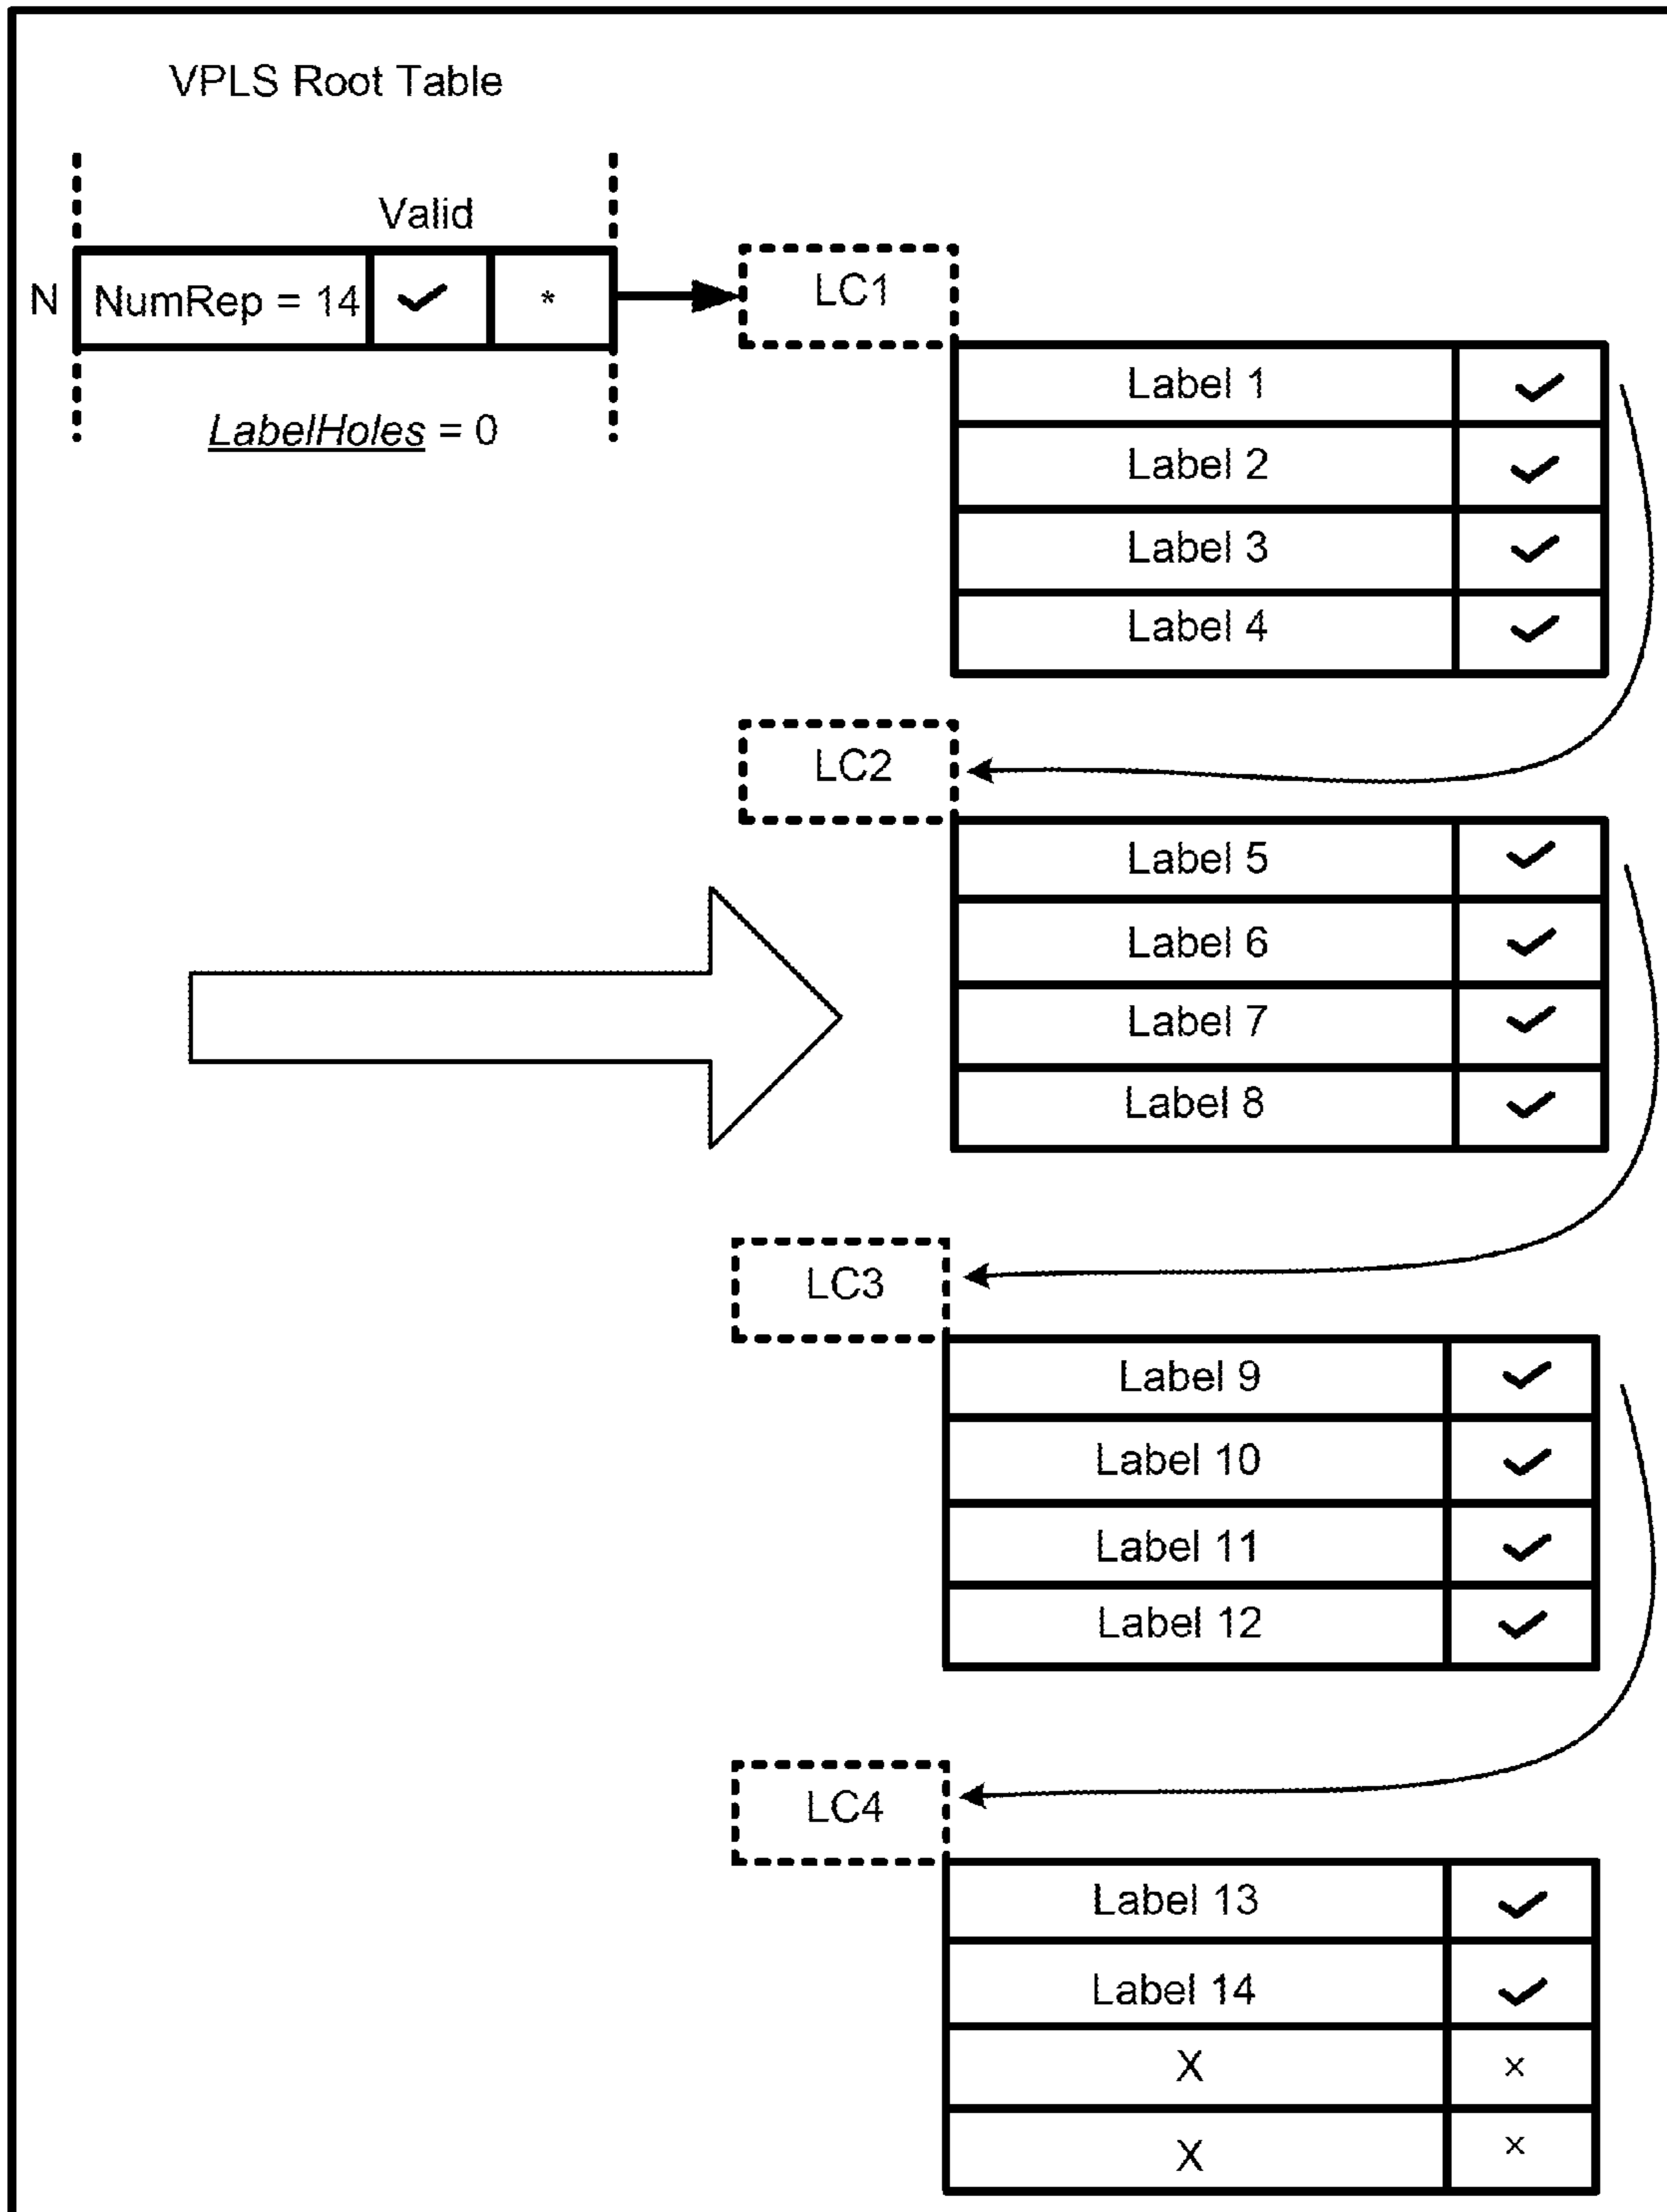 VPLS Root Table
Valid
N NumRep = 14 ✓ *
LabelHoles = 0
LC1
Label 1 ✓
Label 2 ✓
Label 3 ✓
Label 4 ✓
LC2
Label 5 ✓
Label 6 ✓
Label 7 ✓
Label 8 ✓
LC3
Label 9 ✓
Label 10 ✓
Label 11 ✓
Label 12 ✓
LC4
Label 13 ✓
Label 14 ✓
X ×
X ×